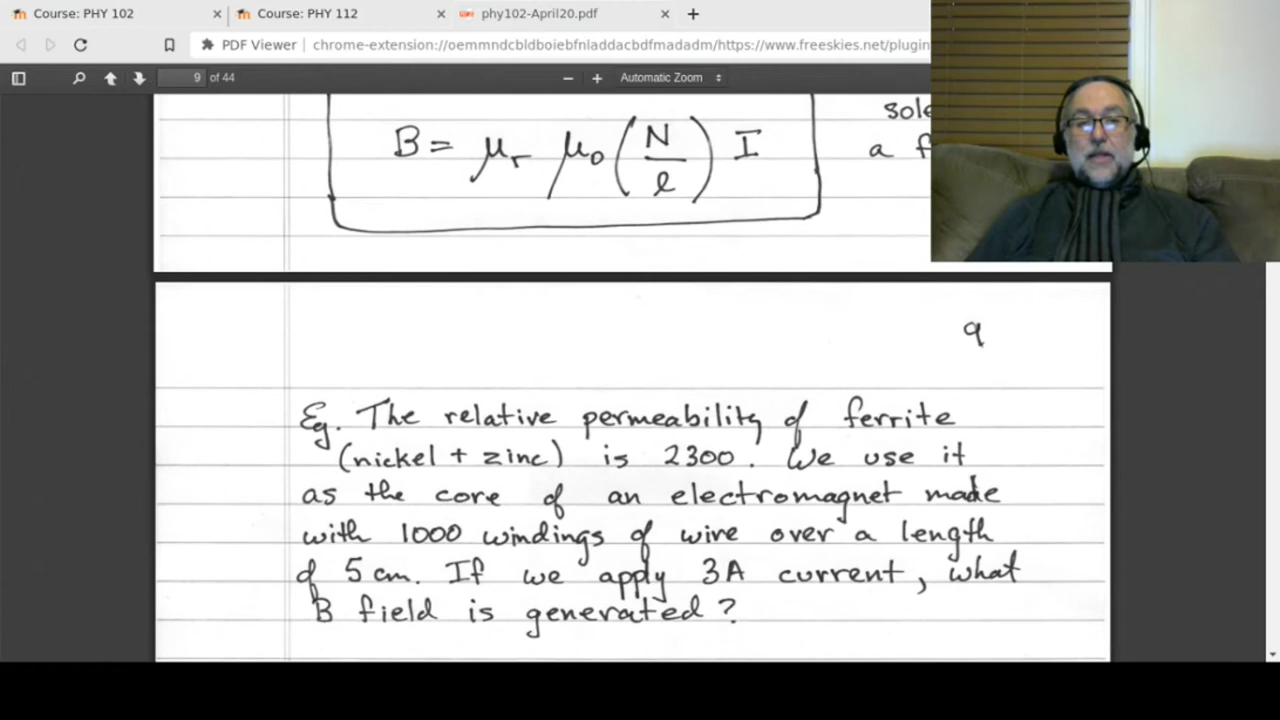 Course: PHY 102
Course: PHY 112
phy102-April20.pdf
PDF Viewer
chrome-extension://oemmndcbldboiebfnladdacbdfmadadm/https://www.freeskies.net/plugin
9 of 44
Automatic Zoom
B = μr μ0 (N/l) I
sole
a f
9
Eg. The relative permeability of ferrite
(nickel + zinc) is 2300. We use it
as the core of an electromagnet made
with 1000 windings of wire over a length
of 5 cm. If we apply 3A current, what
B field is generated?